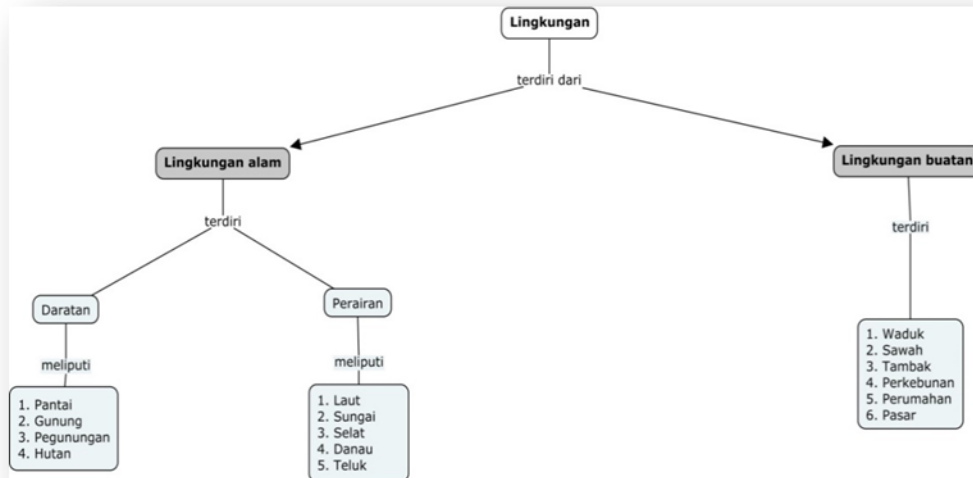 Lingkungan
terdiri dari
Lingkungan alam
Lingkungan buatan
terdiri
terdiri
Daratan
Perairan
meliputi
meliputi
1. Pantai
2. Gunung
3. Pegunungan
4. Hutan
1. Laut
2. Sungai
3. Selat
4. Danau
5. Teluk
1. Waduk
2. Sawah
3. Tambak
4. Perkebunan
5. Perumahan
6. Pasar